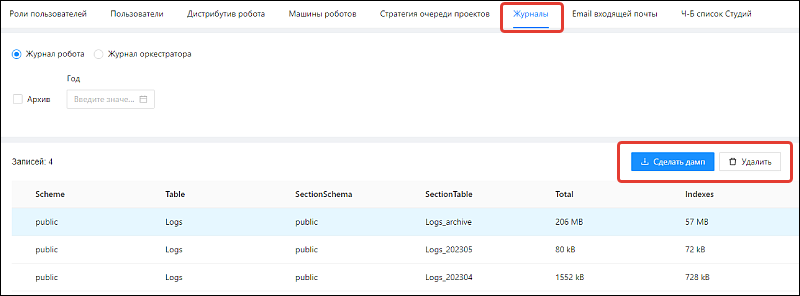 Роли пользователей Пользователи Дистрибутив робота Машины роботов Стратегия очереди проектов Журналы Email входящей почты Ч-Б список Студий
Журнал робота Журнал оркестратора
Год
Архив Введите значе...
Записей: 4 Сделать дамп Удалить
Scheme Table SectionSchema SectionTable Total Indexes
public Logs public Logs_archive 206 MB 57 MB
public Logs public Logs_202305 80 kB 72 kB
public Logs public Logs_202304 1552 kB 728 kB